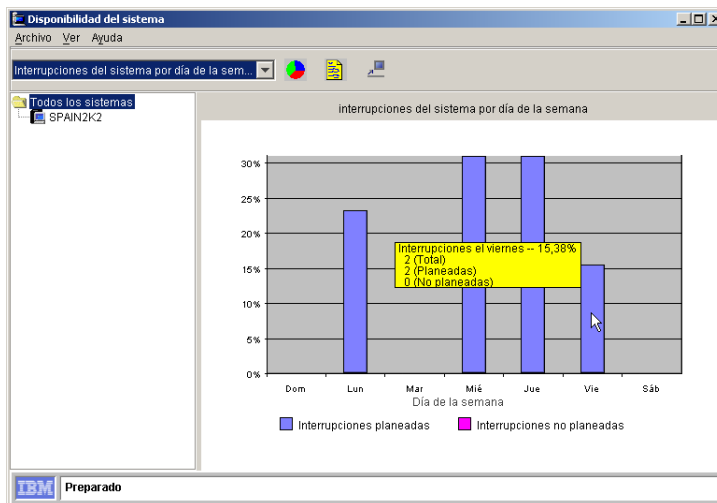 Disponibilidad del sistema
Archivo Ver Ayuda
Interrupciones del sistema por día de la sem...
Todos los sistemas
SPAIN2K2
interrupciones del sistema por día de la semana
30%
25%
20%
15%
10%
5%
0%
Interrupciones el viernes -- 15,38%
2 (Total)
2 (Planeadas)
0 (No planeadas)
Dom Lun Mar Mié Jue Vie Sáb
Día de la semana
Interrupciones planeadas Interrupciones no planeadas
IBM Preparado